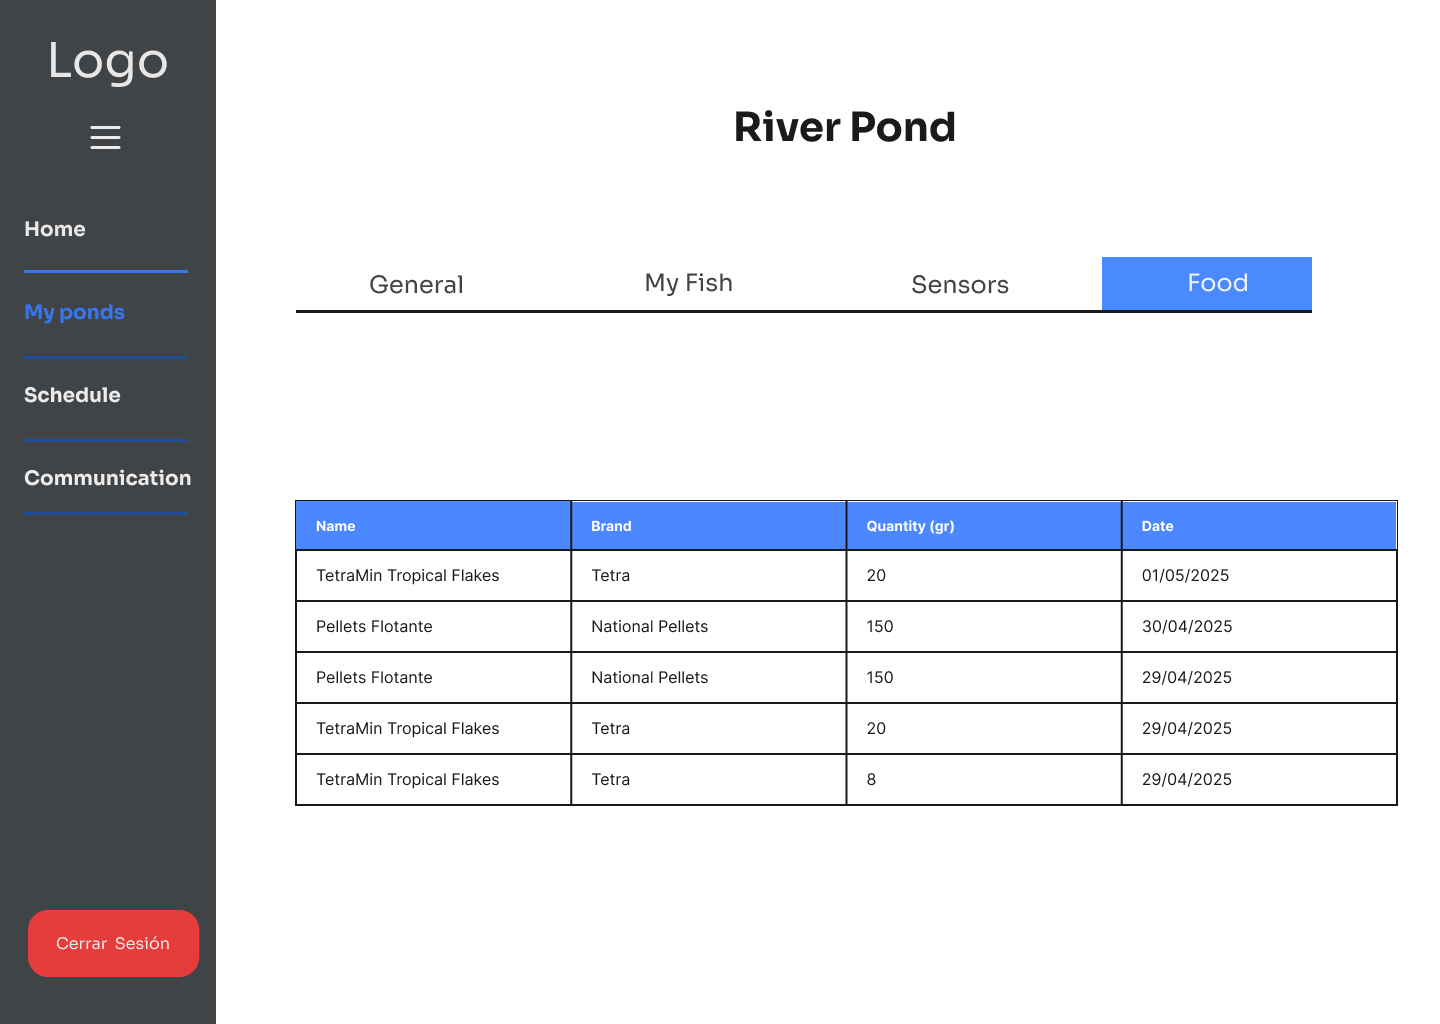 Logo
Home
My ponds
Schedule
Communication
Cerrar Sesión
River Pond
General My Fish Sensors Food
Name Brand Quantity (gr) Date
TetraMin Tropical Flakes Tetra 20 01/05/2025
Pellets Flotante National Pellets 150 30/04/2025
Pellets Flotante National Pellets 150 29/04/2025
TetraMin Tropical Flakes Tetra 20 29/04/2025
TetraMin Tropical Flakes Tetra 8 29/04/2025